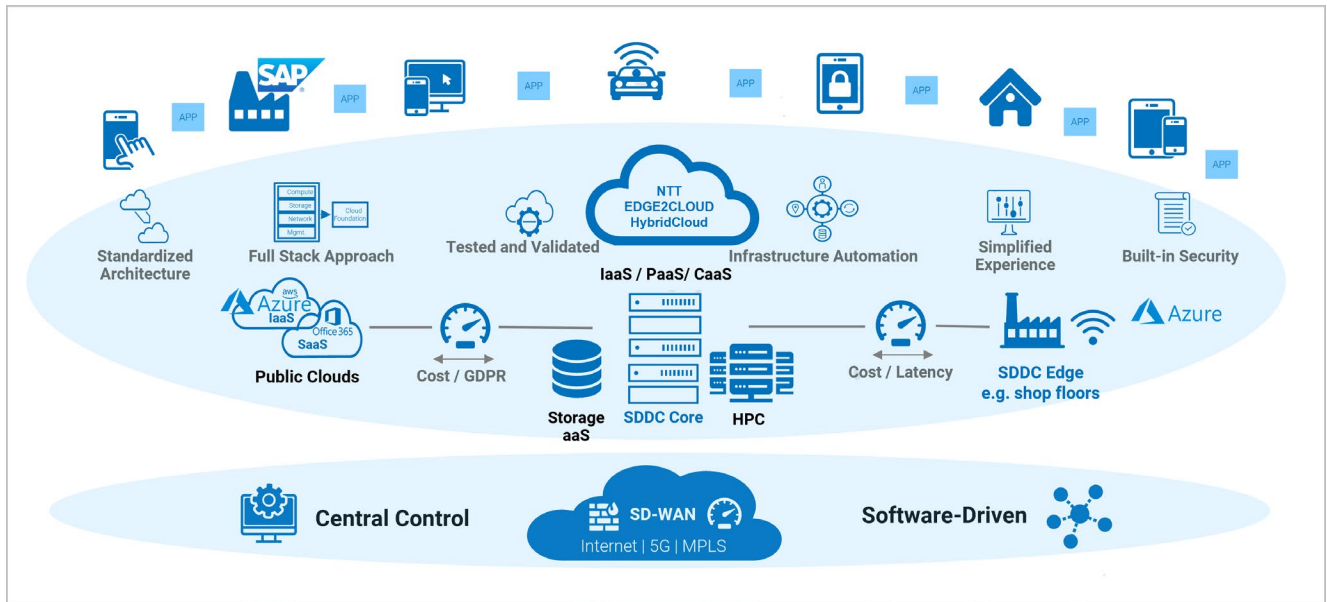 SAP
APP
APP
APP
APP
APP
APP
APP
NTT
EDGE2CLOUD
HybridCloud
Compute
Storage
Network
Mgmt.
Cloud
Foundation
Standardized
Architecture
Full Stack Approach
Tested and Validated
Infrastructure Automation
Simplified
Experience
Built-in Security
IaaS / PaaS/ CaaS
aws
Azure
IaaS
Office 365
SaaS
Public Clouds
Cost / GDPR
Storage
aaS
SDDC Core
HPC
Cost / Latency
SDDC Edge
e.g. shop floors
Azure
Central Control
SD-WAN
Internet | 5G | MPLS
Software-Driven